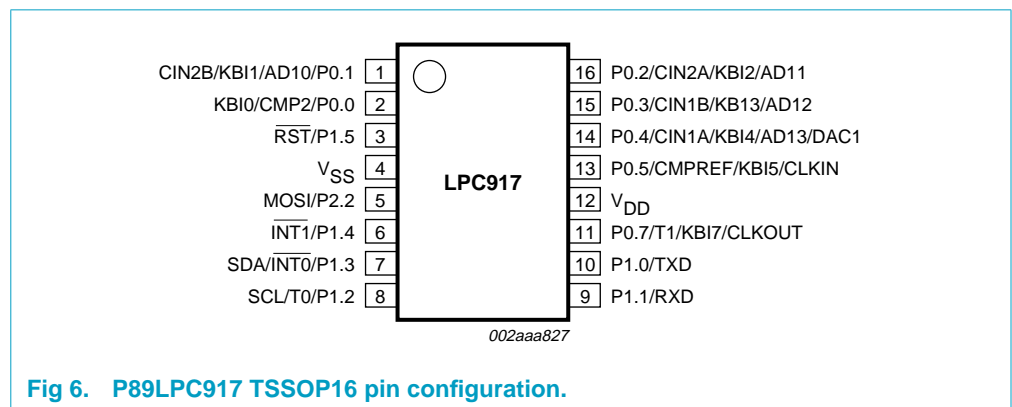 CIN2B/KBI1/AD10/P0.1 1
16 P0.2/CIN2A/KBI2/AD11
KBI0/CMP2/P0.0 2
15 P0.3/CIN1B/KB13/AD12
RST/P1.5 3
14 P0.4/CIN1A/KBI4/AD13/DAC1
VSS 4
LPC917
13 P0.5/CMPREF/KBI5/CLKIN
MOSI/P2.2 5
12 VDD
INT1/P1.4 6
11 P0.7/T1/KBI7/CLKOUT
SDA/INT0/P1.3 7
10 P1.0/TXD
SCL/T0/P1.2 8
9 P1.1/RXD
002aaa827
Fig 6. P89LPC917 TSSOP16 pin configuration.